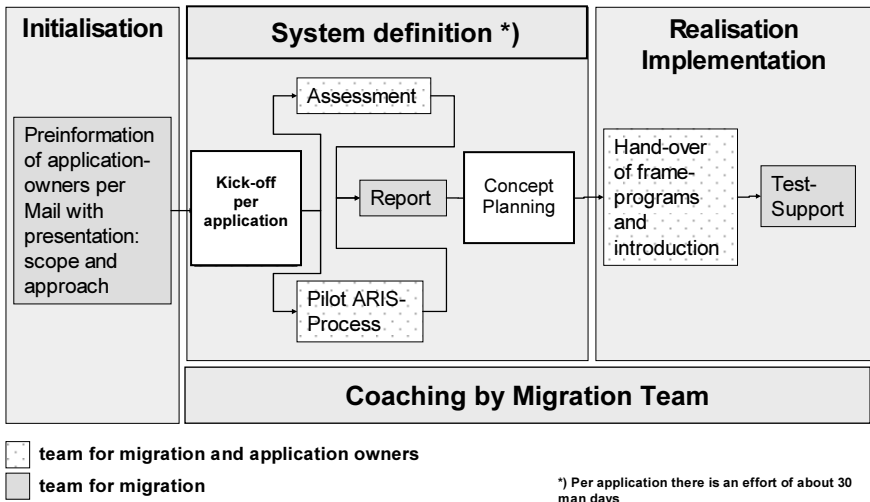 Initialisation
System definition *)
Realisation
Implementation
Preinformation
of application-
owners per
Mail with
presentation:
scope and
approach
Kick-off
per
application
Assessment
Report
Pilot ARIS-
Process
Concept
Planning
Hand-over
of frame-
programs
and
introduction
Test-
Support
Coaching by Migration Team
team for migration and application owners
team for migration
*) Per application there is an effort of about 30
man days